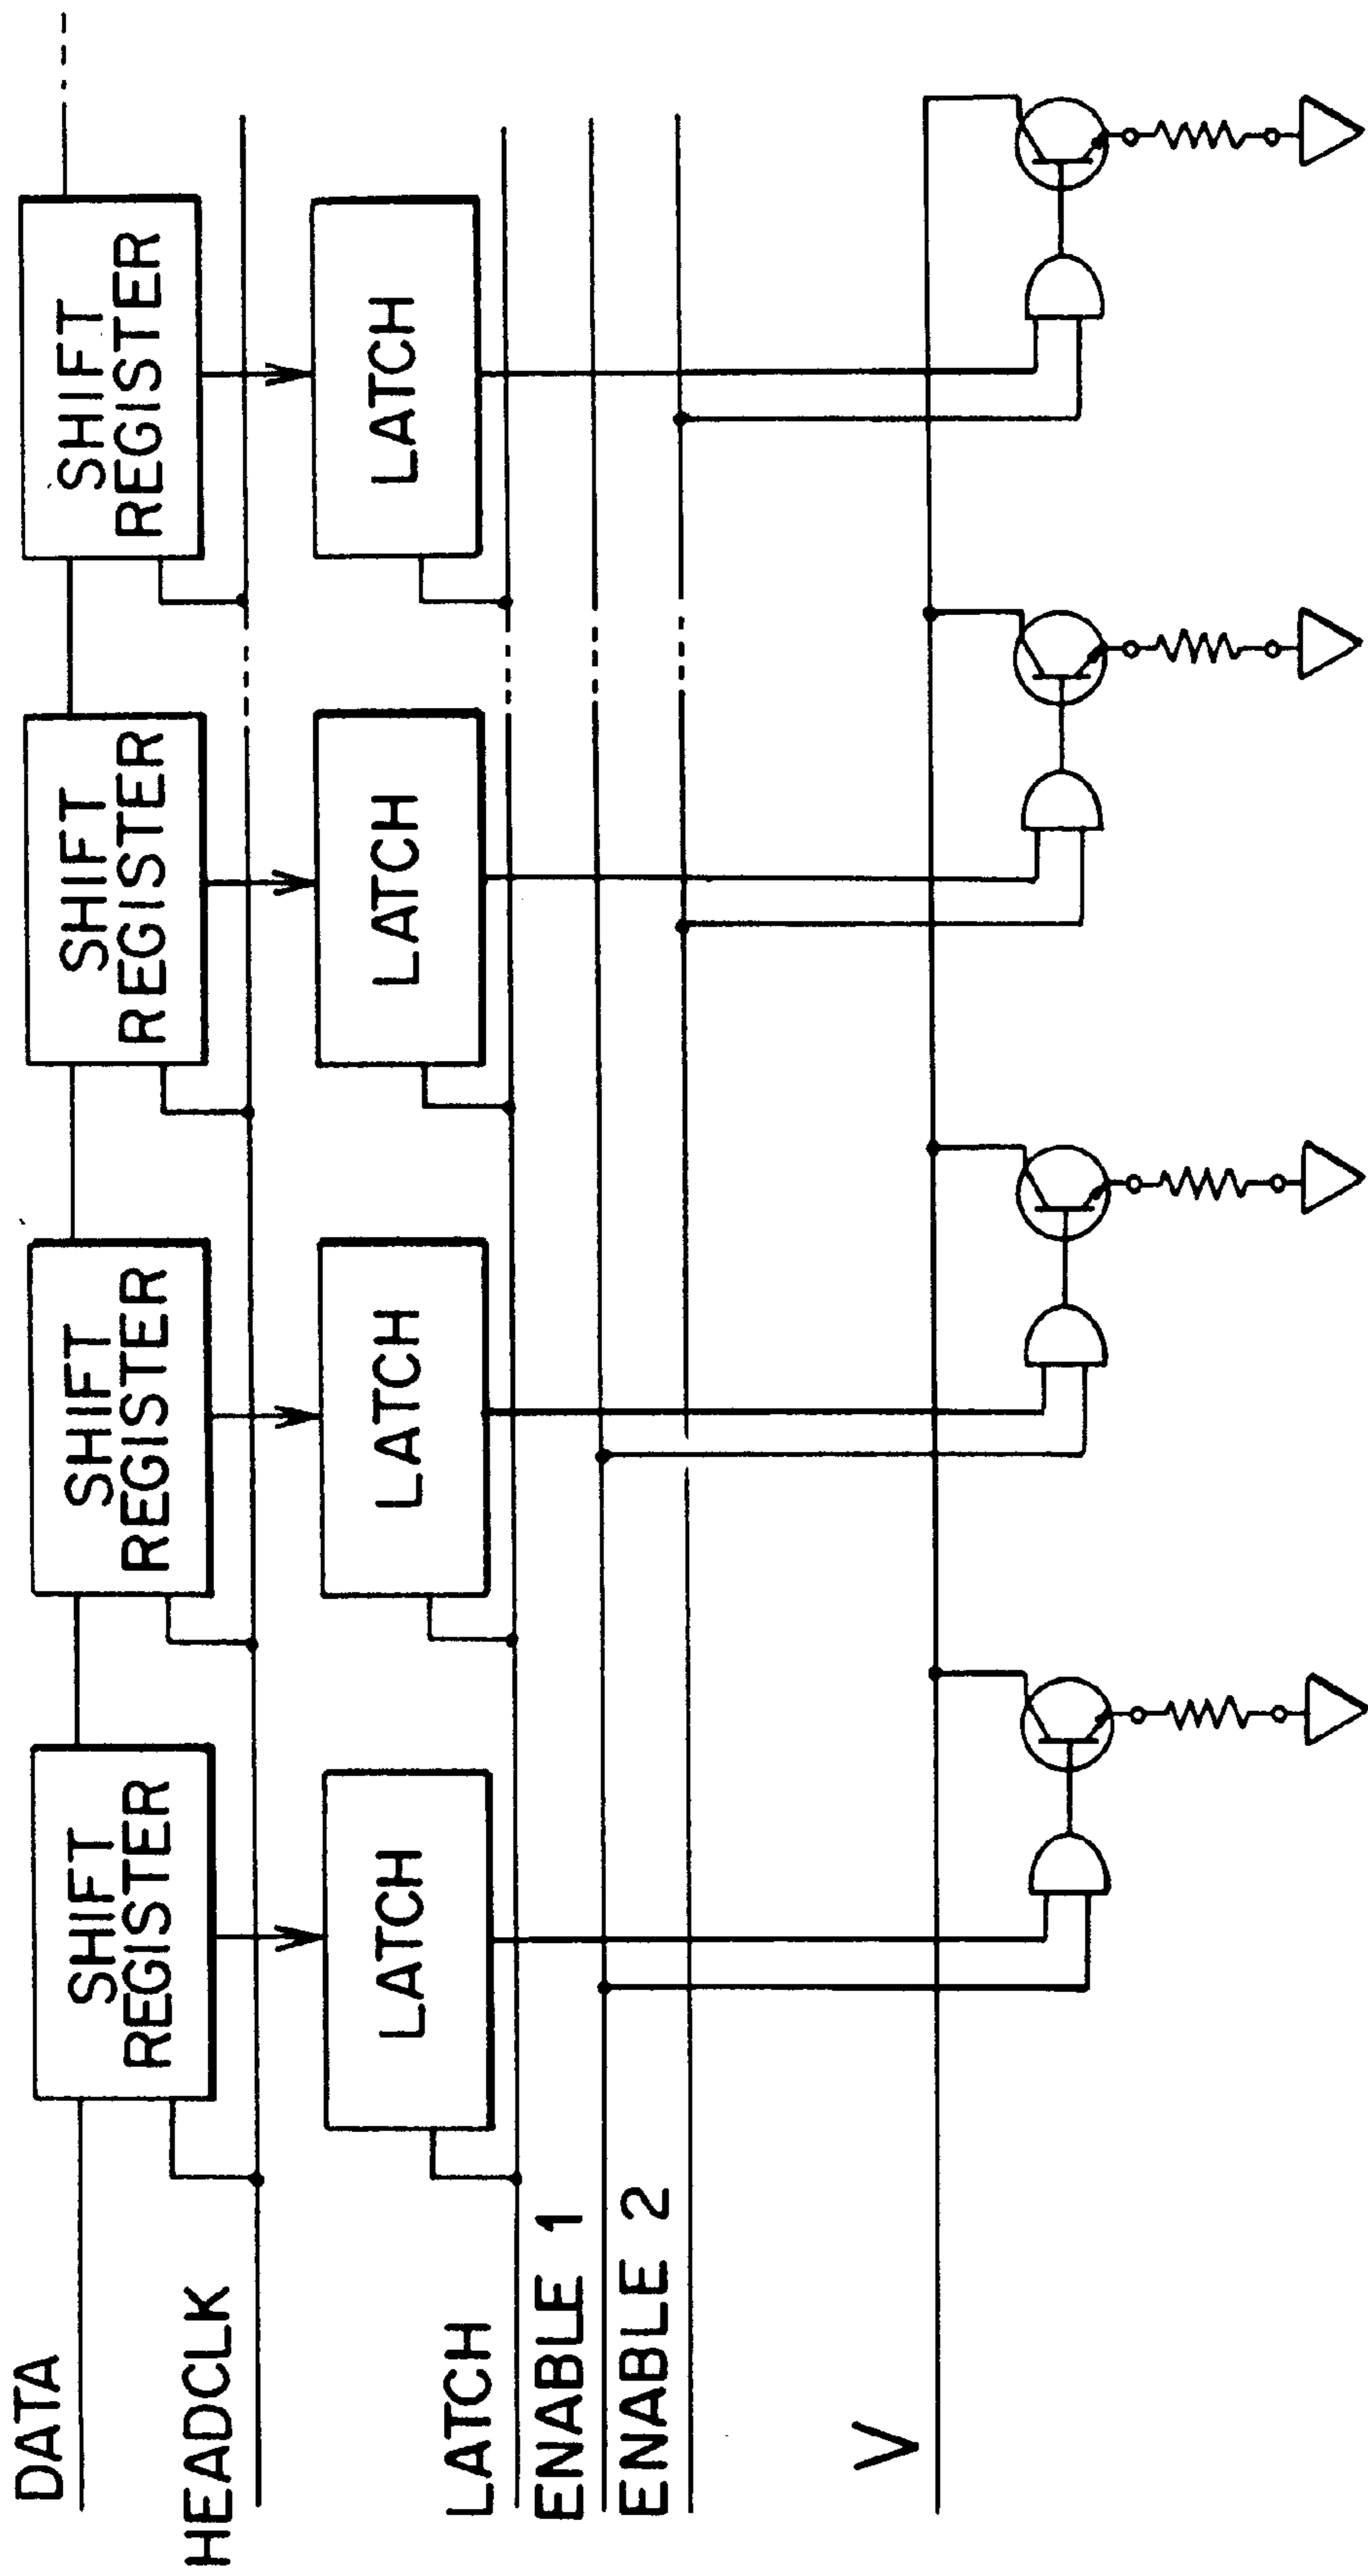 DATA
SHIFT
REGISTER
SHIFT
REGISTER
SHIFT
REGISTER
SHIFT
REGISTER
HEADCLK
LATCH
LATCH
LATCH
LATCH
LATCH
ENABLE 1
ENABLE 2
V